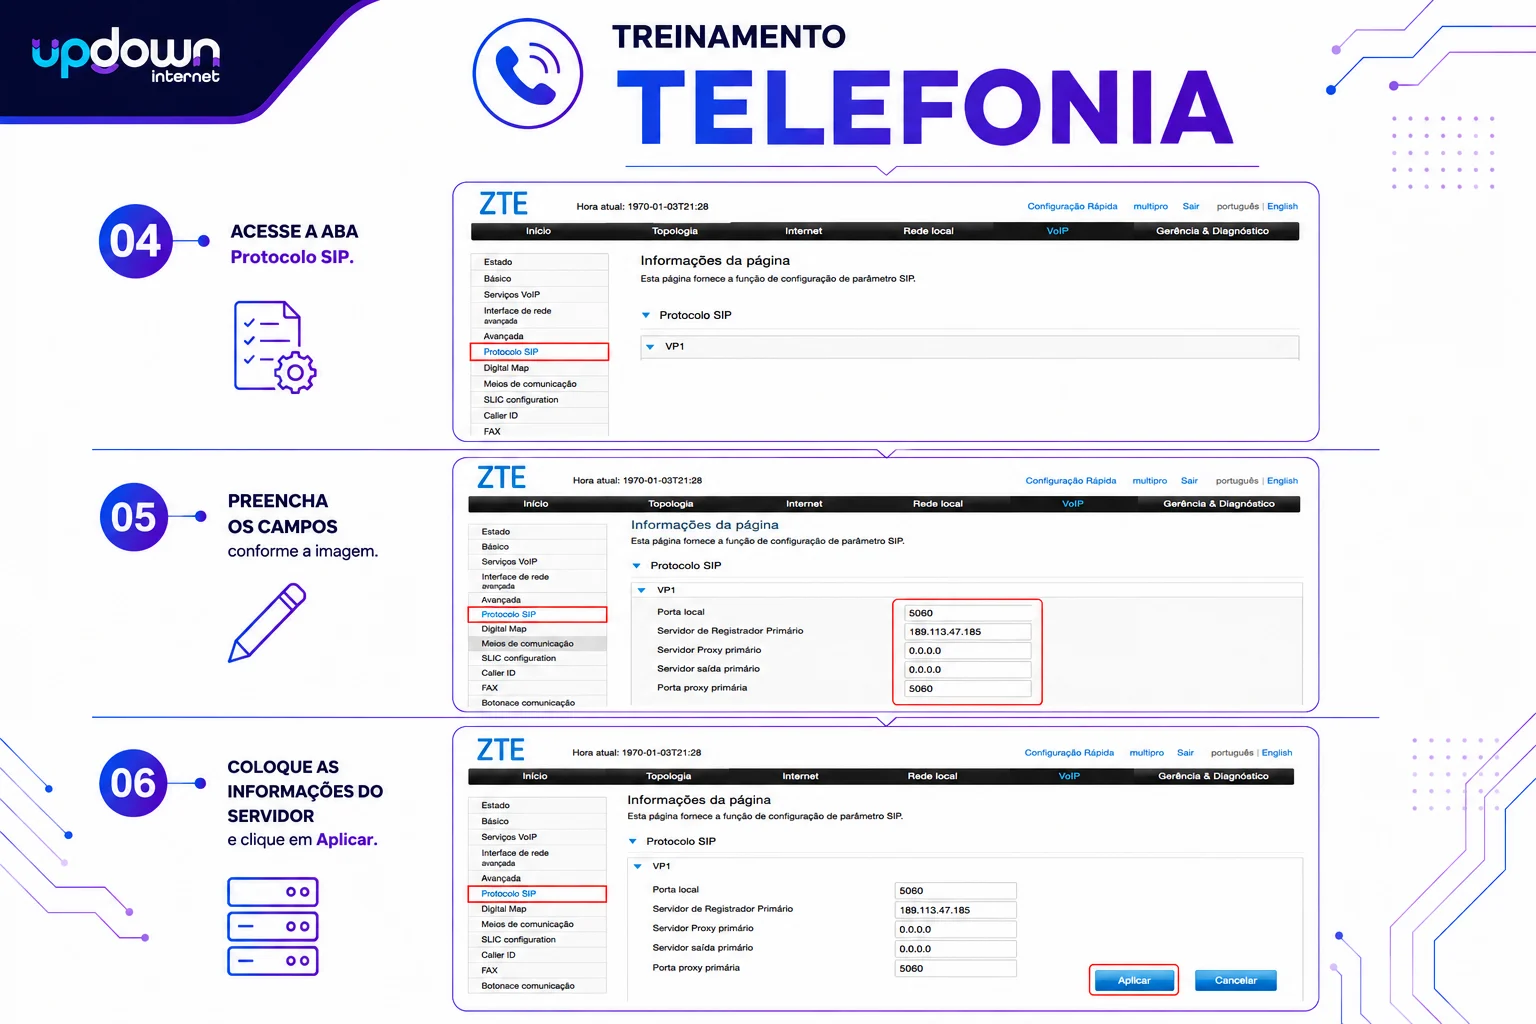 updown
internet
TREINAMENTO
TELEFONIA
04
ACESSE A ABA
Protocolo SIP.
ZTE
Hora atual: 1970-01-03T21:28
Configuração Rápida multipro Sair português | English
Início Topologia Internet Rede local VoIP Gerência & Diagnóstico
Estado
Básico
Serviços VoIP
Interface de rede
avançada
Avançada
Protocolo SIP
Digital Map
Meios de comunicação
SLIC configuration
Caller ID
FAX
Informações da página
Esta página fornece a função de configuração de parâmetro SIP.
Protocolo SIP
VP1
05
PREENCHA
OS CAMPOS
conforme a imagem.
ZTE
Hora atual: 1970-01-03T21:28
Configuração Rápida multipro Sair português | English
Início Topologia Internet Rede local VoIP Gerência & Diagnóstico
Estado
Básico
Serviços VoIP
Interface de rede
avançada
Avançada
Protocolo SIP
Digital Map
Meios de comunicação
SLIC configuration
Caller ID
FAX
Botonace comunicação
Informações da página
Esta página fornece a função de configuração de parâmetro SIP.
Protocolo SIP
VP1
Porta local 5060
Servidor de Registrador Primário 189.113.47.185
Servidor Proxy primário 0.0.0.0
Servidor saída primário 0.0.0.0
Porta proxy primária 5060
06
COLOQUE AS
INFORMAÇÕES DO
SERVIDOR
e clique em Aplicar.
ZTE
Hora atual: 1970-01-03T21:28
Configuração Rápida multipro Sair português | English
Início Topologia Internet Rede local VoIP Gerência & Diagnóstico
Estado
Básico
Serviços VoIP
Interface de rede
avançada
Avançada
Protocolo SIP
Digital Map
Meios de comunicação
SLIC configuration
Caller ID
FAX
Botonace comunicação
Informações da página
Esta página fornece a função de configuração de parâmetro SIP.
Protocolo SIP
VP1
Porta local 5060
Servidor de Registrador Primário 189.113.47.185
Servidor Proxy primário 0.0.0.0
Servidor saída primário 0.0.0.0
Porta proxy primária 5060
Aplicar Cancelar